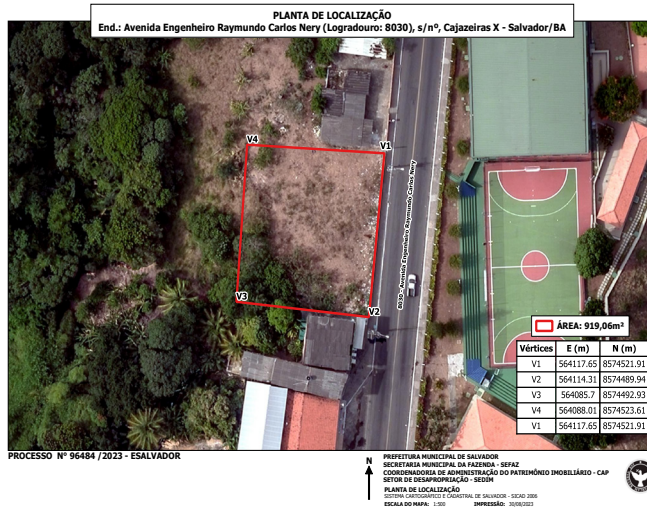 PLANTA DE LOCALIZAÇÃO
End.: Avenida Engenheiro Raymundo Carlos Nery (Logradouro: 8030), s/nº, Cajazeiras X - Salvador/BA
V4
V1
8030 - Avenida Engenheiro Raymundo Carlos Nery
V3
V2
ÁREA: 919,06m²
Vértices E (m) N (m)
V1 564117.65 8574521.91
V2 564114.31 8574489.94
V3 564085.7 8574492.93
V4 564088.01 8574523.61
V1 564117.65 8574521.91
PROCESSO Nº 96484 /2023 - ESALVADOR
N
PREFEITURA MUNICIPAL DE SALVADOR
SECRETARIA MUNICIPAL DA FAZENDA - SEFAZ
COORDENADORIA DE ADMINISTRAÇÃO DO PATRIMÔNIO IMOBILIÁRIO - CAP
SETOR DE DESAPROPRIAÇÃO - SEDIM
PLANTA DE LOCALIZAÇÃO
SISTEMA CARTOGRÁFICO E CADASTRAL DE SALVADOR - SICAD 2006
ESCALA DO MAPA: 1:500 IMPRESSÃO: 30/08/2023